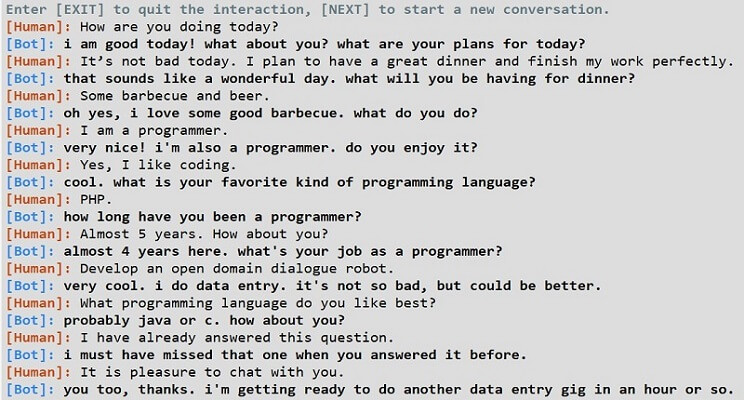 Enter [EXIT] to quit the interaction, [NEXT] to start a new conversation.
[Human]: How are you doing today?
[Bot]: i am good today! what about you? what are your plans for today?
[Human]: It’s not bad today. I plan to have a great dinner and finish my work perfectly.
[Bot]: that sounds like a wonderful day. what will you be having for dinner?
[Human]: Some barbecue and beer.
[Bot]: oh yes, i love some good barbecue. what do you do?
[Human]: I am a programmer.
[Bot]: very nice! i'm also a programmer. do you enjoy it?
[Human]: Yes, I like coding.
[Bot]: cool. what is your favorite kind of programming language?
[Human]: PHP.
[Bot]: how long have you been a programmer?
[Human]: Almost 5 years. How about you?
[Bot]: almost 4 years here. what's your job as a programmer?
[Human]: Develop an open domain dialogue robot.
[Bot]: very cool. i do data entry. it's not so bad, but could be better.
[Human]: What programming language do you like best?
[Bot]: probably java or c. how about you?
[Human]: I have already answered this question.
[Bot]: i must have missed that one when you answered it before.
[Human]: It is pleasure to chat with you.
[Bot]: you too, thanks. i'm getting ready to do another data entry gig in an hour or so.